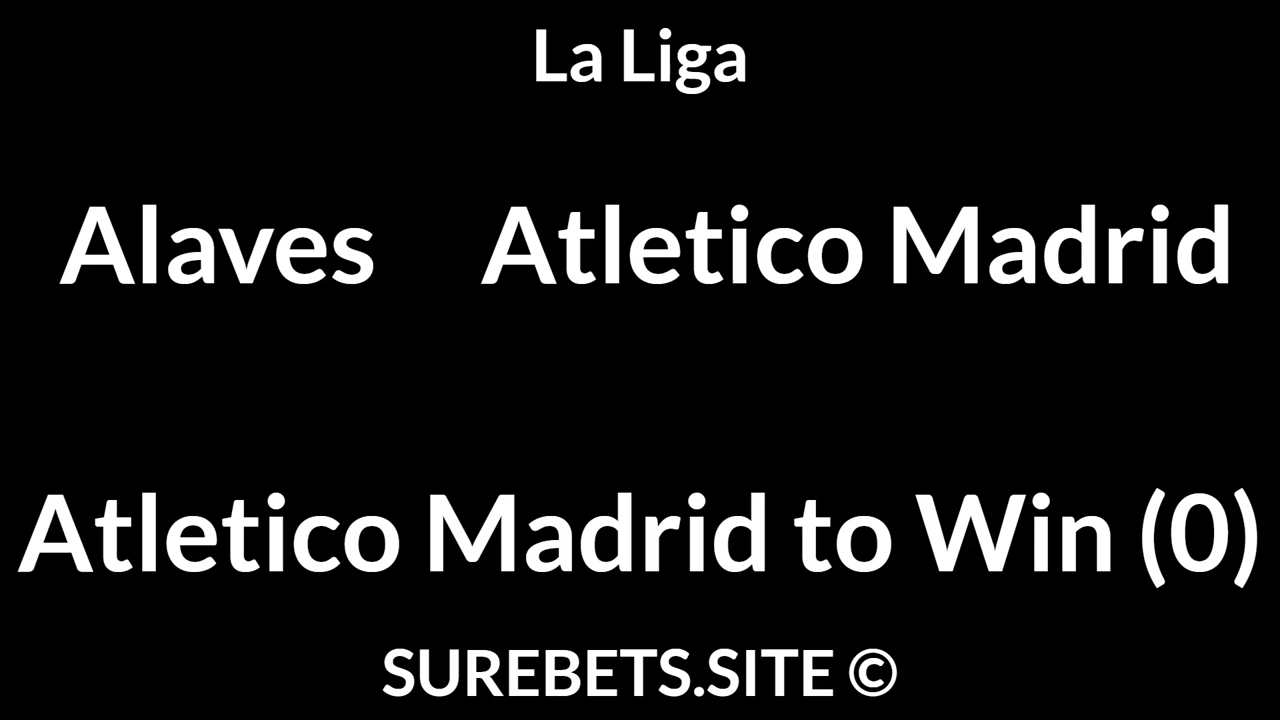 La Liga
Alaves Atletico Madrid
Atletico Madrid to Win (0)
SUREBETS.SITE ©